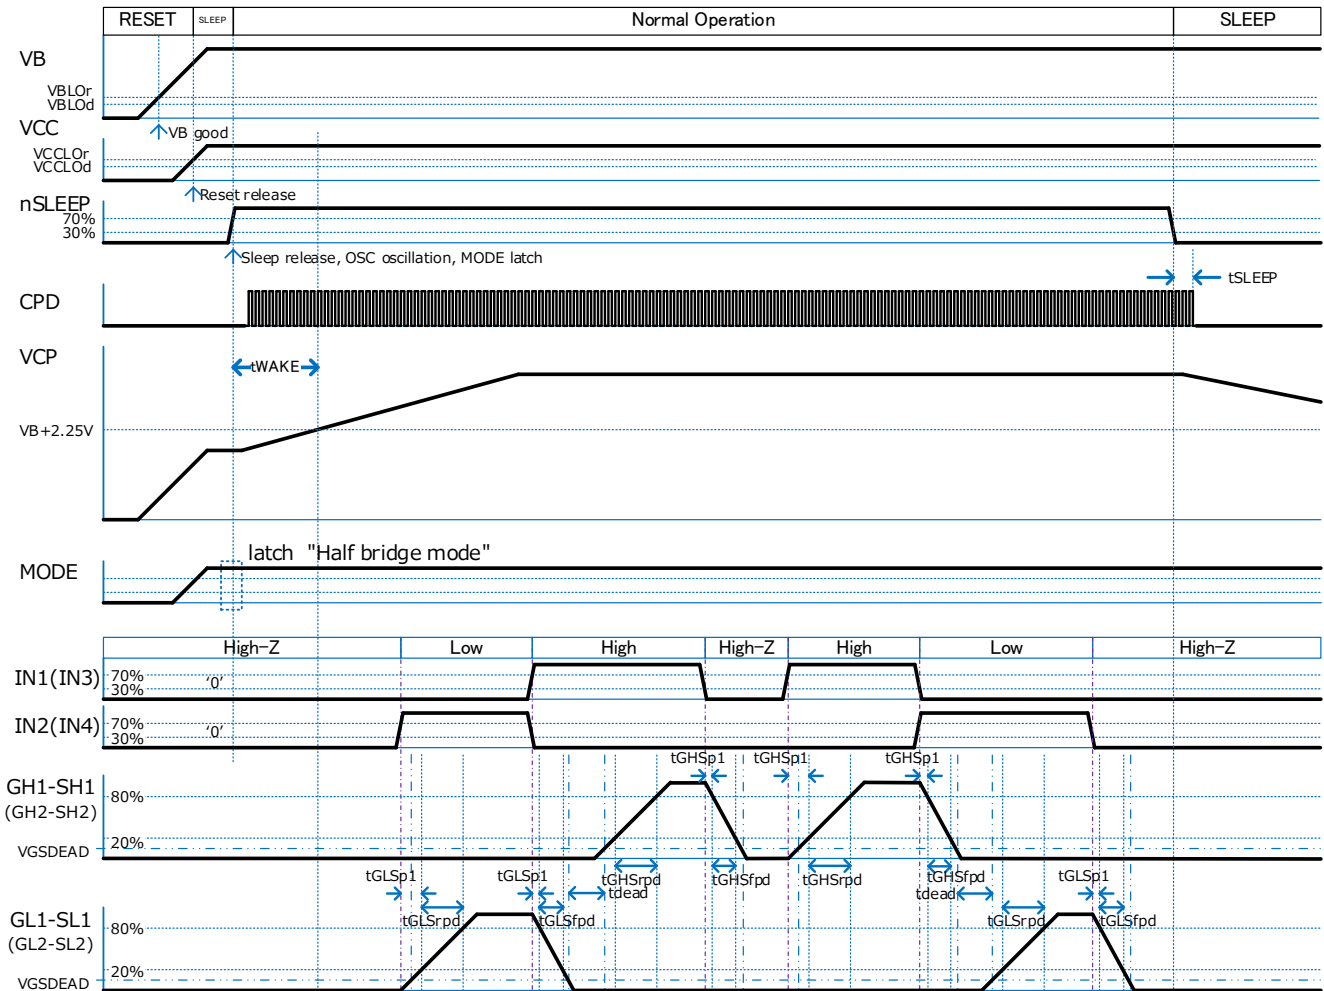 RESET SLEEP Normal Operation SLEEP
VB
VBLOr
VBLOd
VCC
VB good
VCCLOr
VCCLOd
Reset release
nSLEEP
70%
30%
Sleep release, OSC oscillation, MODE latch
tSLEEP
CPD
VCP
tWAKE
VB+2.25V
latch "Half bridge mode"
MODE
High-Z Low High High-Z High Low High-Z
IN1(IN3) 70% '0'
30%
IN2(IN4) 70% '0'
30%
tGHSp1 tGHSp1 tGHSp1
GH1-SH1
80%
(GH2-SH2)
20%
VGSDEAD
tGLSp1 tGLSp1 tGHSrpd tGHSfpd tGHSrpd tGHSfpd tGLSp1
tdead tdead
GL1-SL1 tGLSrpd tGLSfpd tGLSrpd tGLSfpd
80%
(GL2-SL2)
20%
VGSDEAD